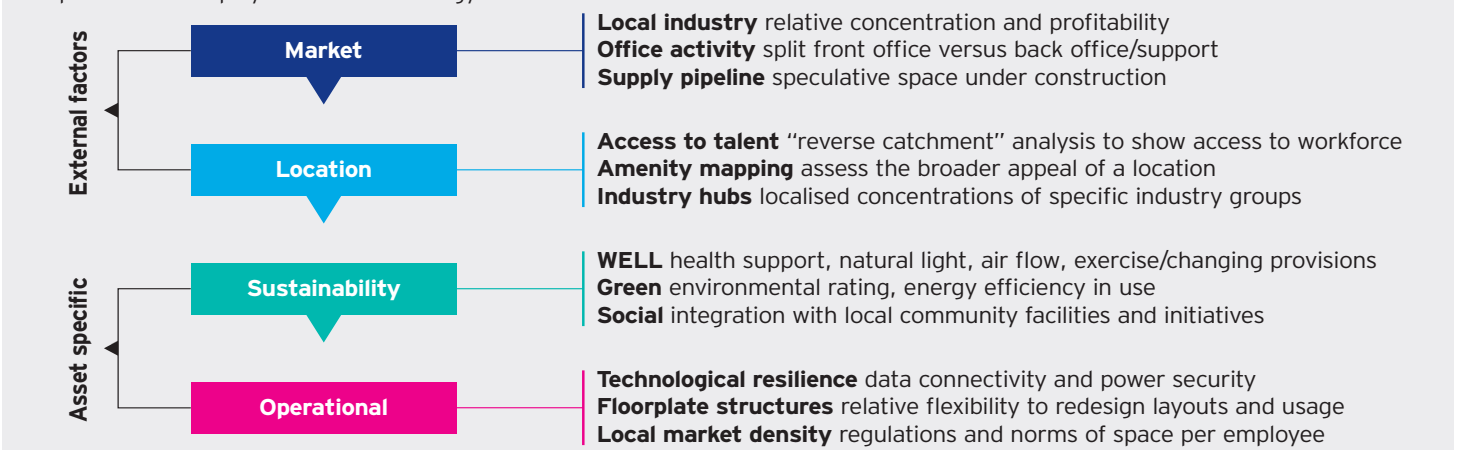 External factors
Market
Local industry relative concentration and profitability
Office activity split front office versus back office/support
Supply pipeline speculative space under construction
Location
Access to talent “reverse catchment” analysis to show access to workforce
Amenity mapping assess the broader appeal of a location
Industry hubs localised concentrations of specific industry groups
Asset specific
Sustainability
WELL health support, natural light, air flow, exercise/changing provisions
Green environmental rating, energy efficiency in use
Social integration with local community facilities and initiatives
Operational
Technological resilience data connectivity and power security
Floorplate structures relative flexibility to redesign layouts and usage
Local market density regulations and norms of space per employee